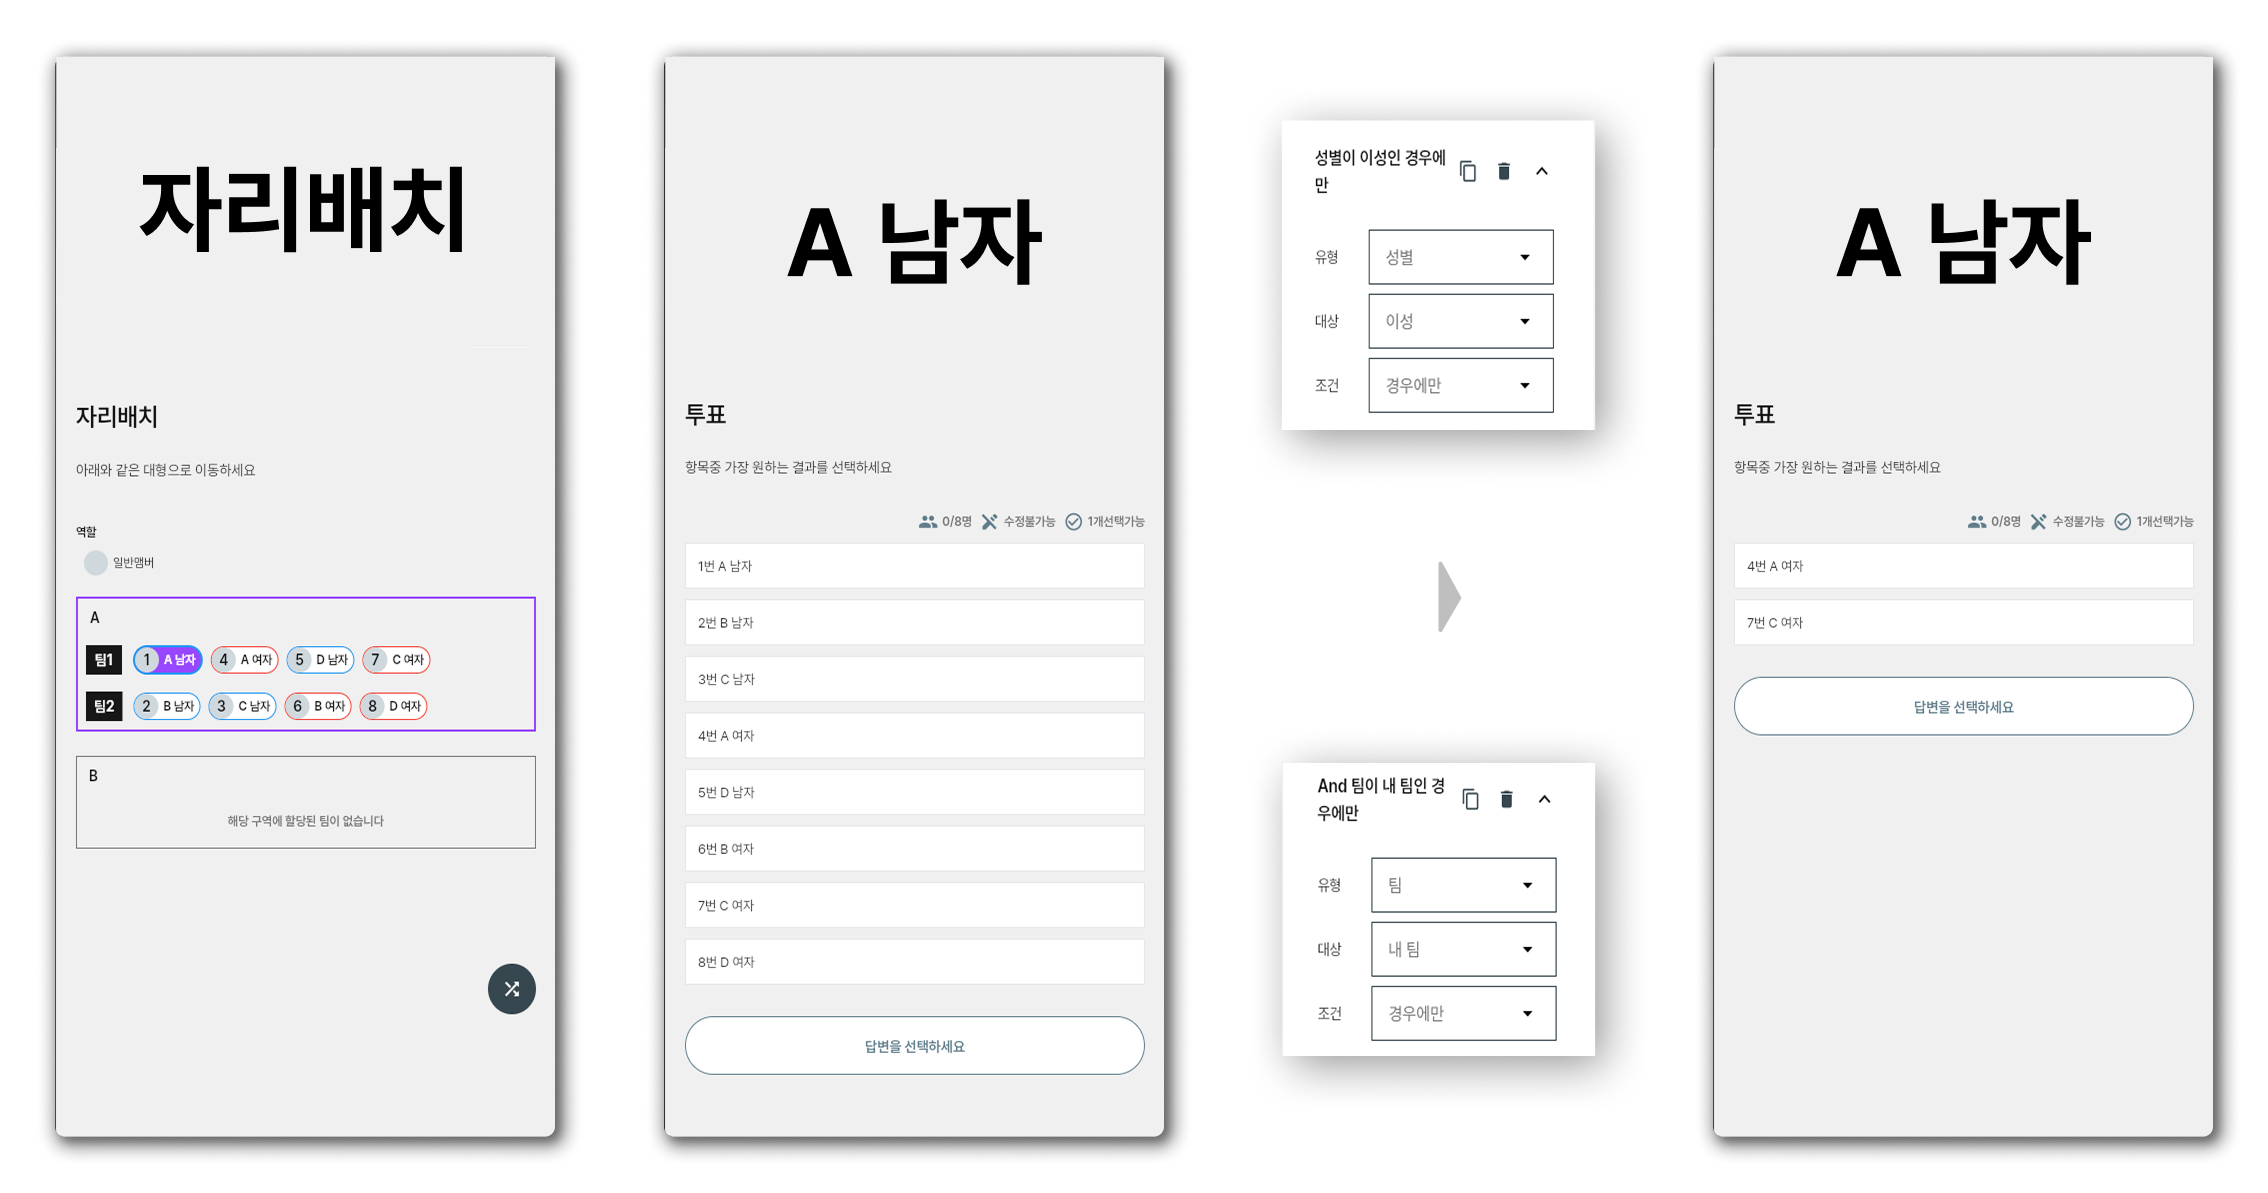 자리배치
자리배치
아래와 같은 대형으로 이동하세요
역할
일반맴버
A
팀1 1 A 남자 4 A 여자 5 D 남자 7 C 여자
팀2 2 B 남자 3 C 남자 6 B 여자 8 D 여자
B
해당 구역에 할당된 팀이 없습니다
A 남자
투표
항목중 가장 원하는 결과를 선택하세요
0/8명 수정불가능 1개선택가능
1번 A 남자
2번 B 남자
3번 C 남자
4번 A 여자
5번 D 남자
6번 B 여자
7번 C 여자
8번 D 여자
답변을 선택하세요
성별이 이성인 경우에
만
유형 성별
대상 이성
조건 경우에만
And 팀이 내 팀인 경
우에만
유형 팀
대상 내 팀
조건 경우에만
A 남자
투표
항목중 가장 원하는 결과를 선택하세요
0/8명 수정불가능 1개선택가능
4번 A 여자
7번 C 여자
답변을 선택하세요